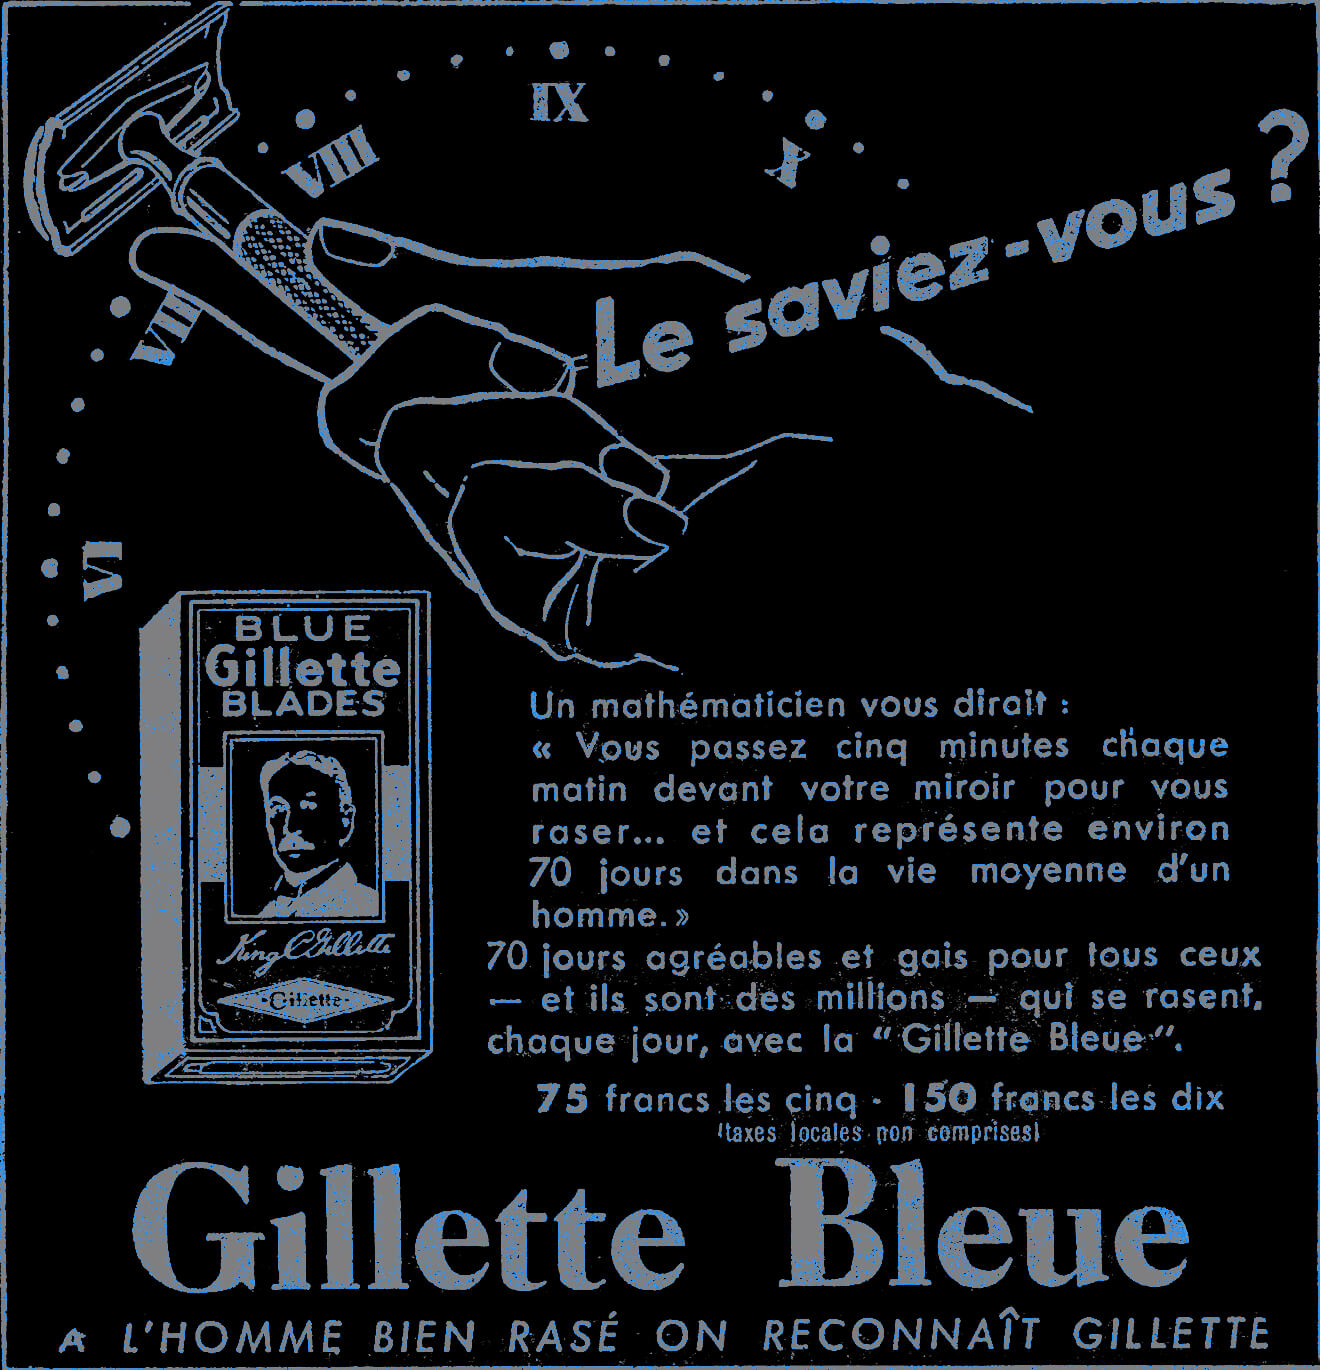 IX
VIII
X
VII
VI
Le saviez-vous ?
BLUE
Gillette
BLADES
King C Gillette
Gillette
Un mathématicien vous dirait :
« Vous passez cinq minutes chaque
matin devant votre miroir pour vous
raser... et cela représente environ
70 jours dans la vie moyenne d'un
homme.»
70 jours agréables et gais pour tous ceux
— et ils sont des millions — qui se rasent,
chaque jour, avec la “Gillette Bleue”.
75 francs les cinq - 150 francs les dix
(taxes locales non comprises)
Gillette Bleue
A L'HOMME BIEN RASÉ ON RECONNAÎT GILLETTE